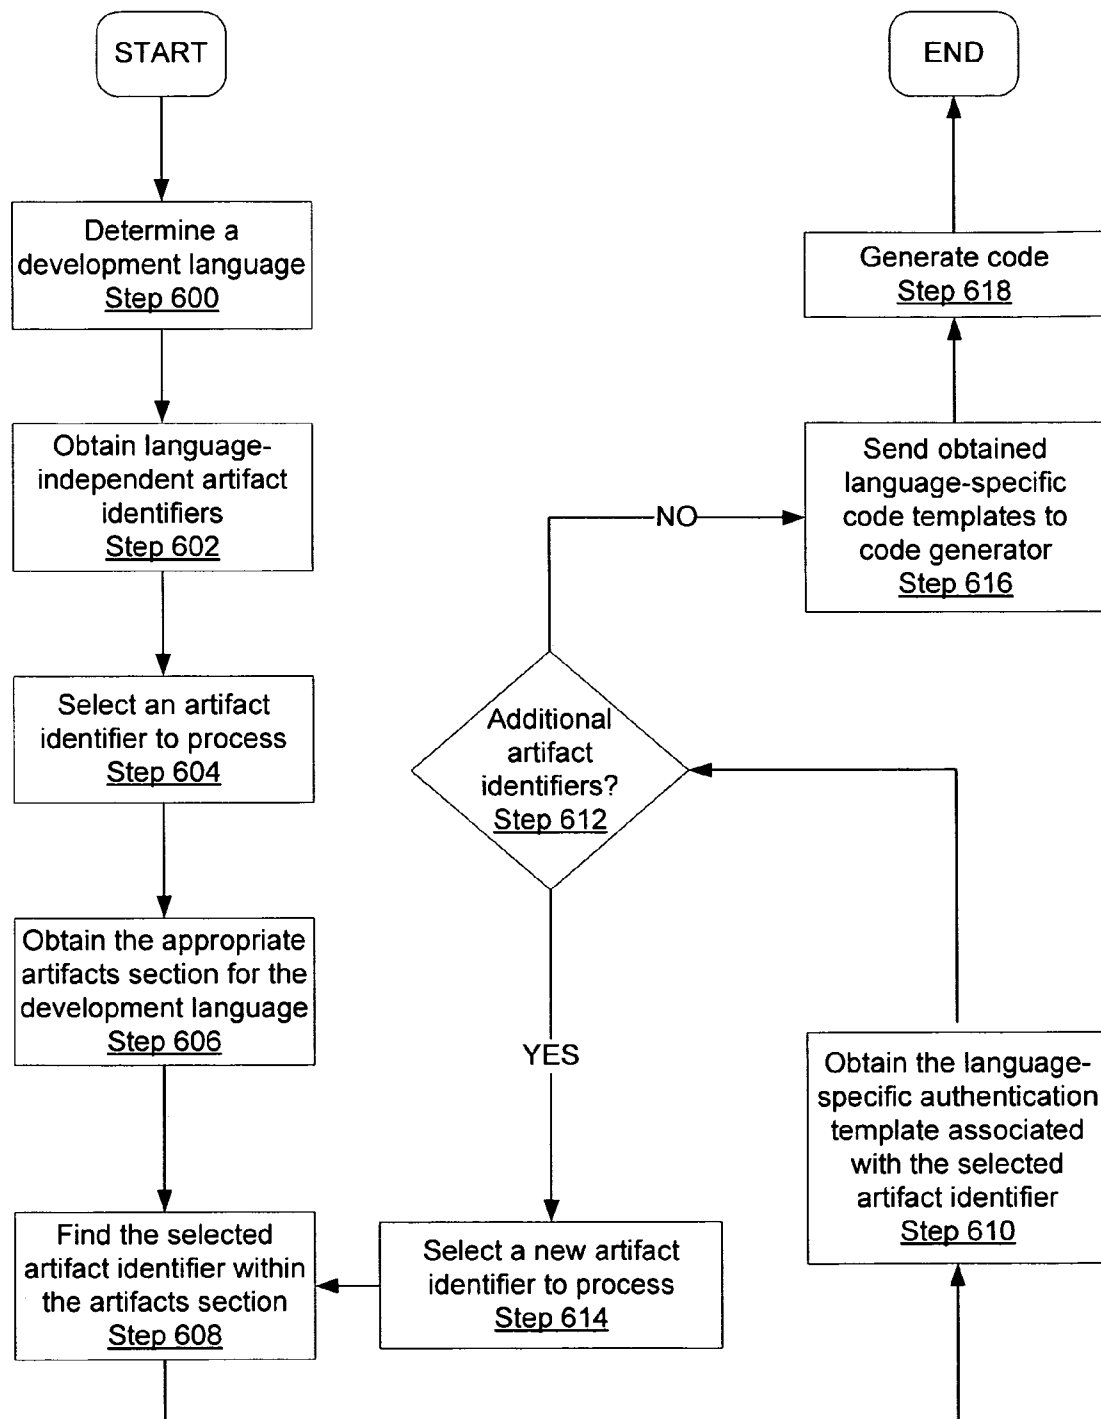 START
Determine a
development language
Step 600
Obtain language-
independent artifact
identifiers
Step 602
Select an artifact
identifier to process
Step 604
Obtain the appropriate
artifacts section for the
development language
Step 606
Find the selected
artifact identifier within
the artifacts section
Step 608
Obtain the language-
specific authentication
template associated
with the selected
artifact identifier
Step 610
Additional
artifact
identifiers?
Step 612
YES
Select a new artifact
identifier to process
Step 614
NO
Send obtained
language-specific
code templates to
code generator
Step 616
Generate code
Step 618
END